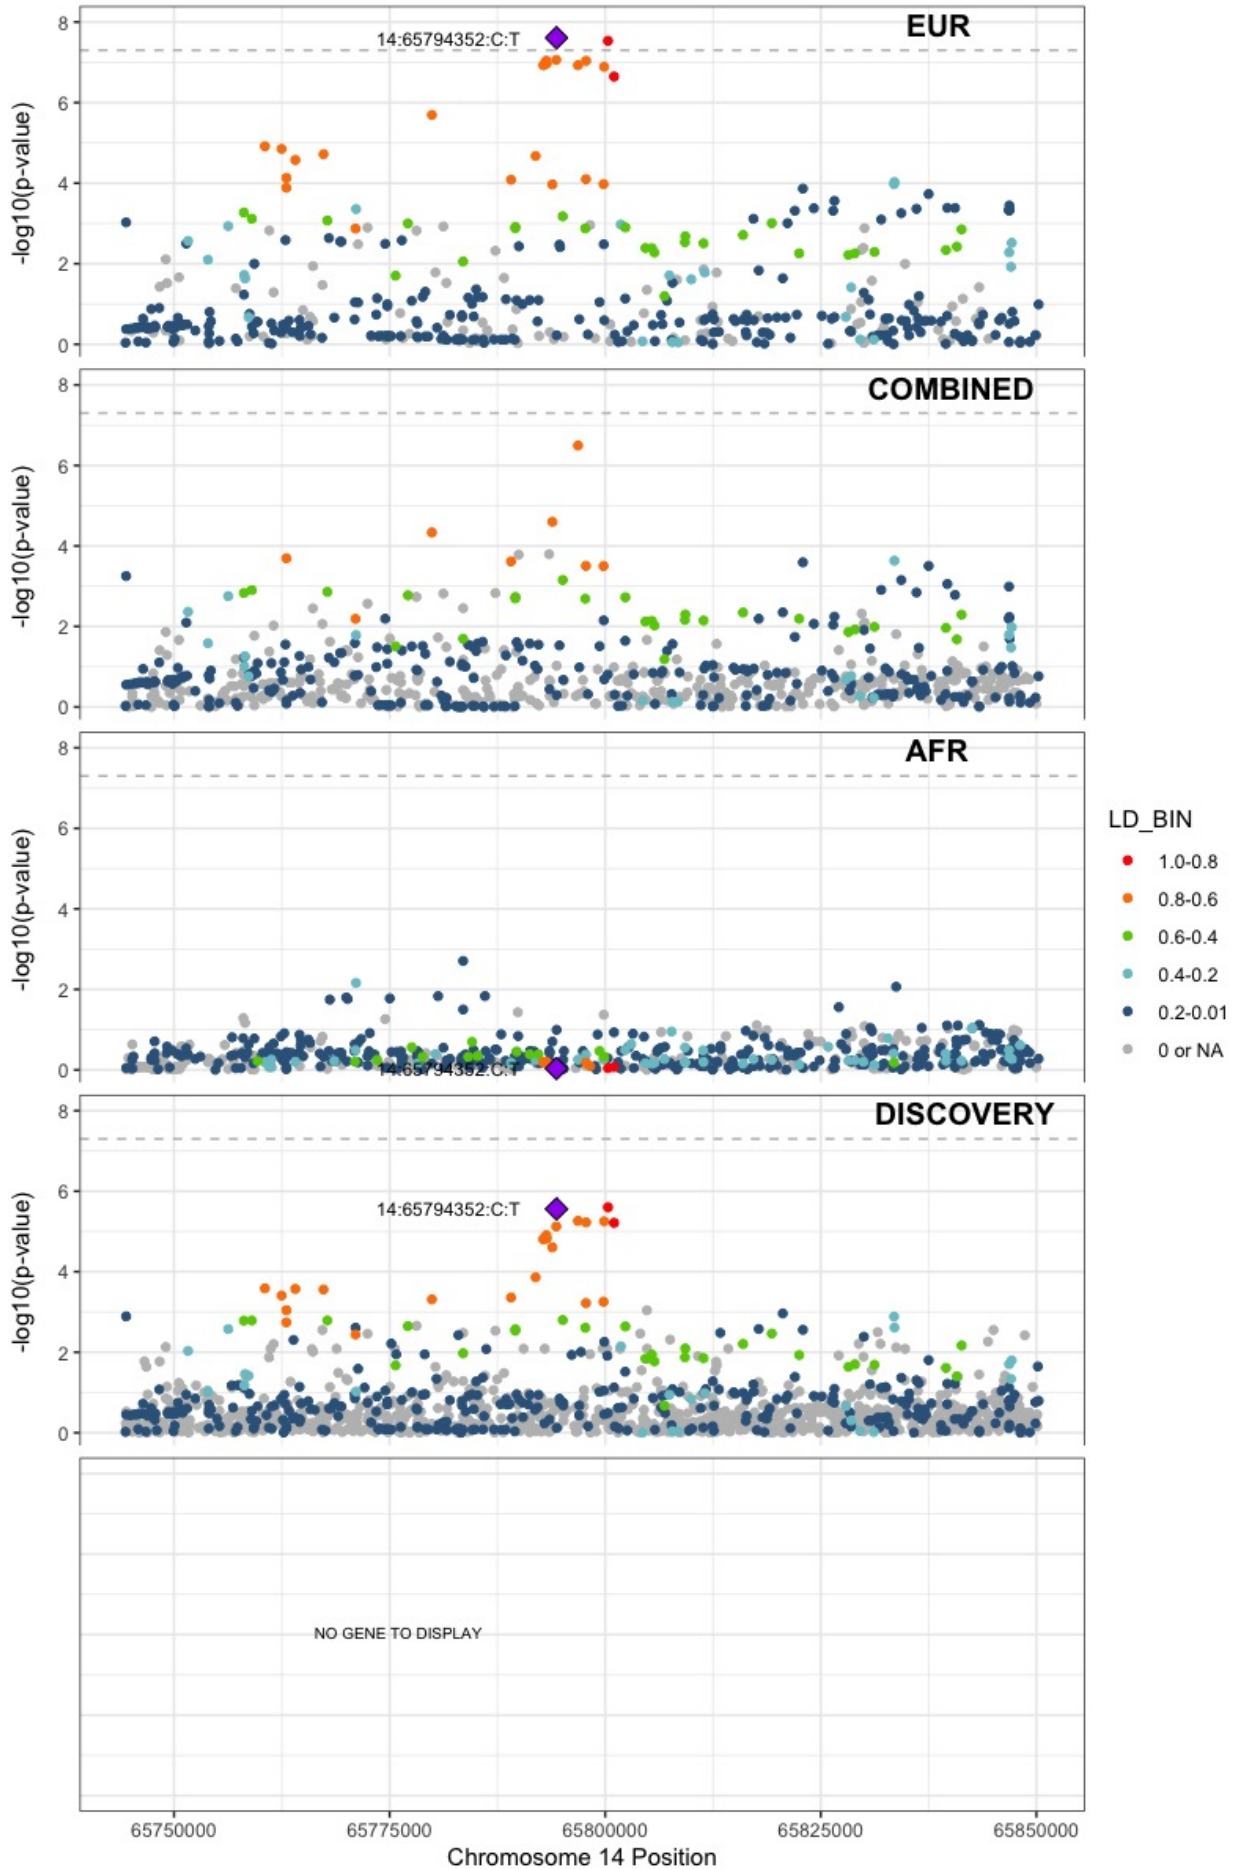 EUR
14:65794352:C:T
8
6
4
2
0
-log10(p-value)
COMBINED
8
6
4
2
0
-log10(p-value)
AFR
8
6
4
2
0
-log10(p-value)
14:65794352:C:T
LD_BIN
1.0-0.8
0.8-0.6
0.6-0.4
0.4-0.2
0.2-0.01
0 or NA
DISCOVERY
14:65794352:C:T
8
6
4
2
0
-log10(p-value)
NO GENE TO DISPLAY
65750000 65775000 65800000 65825000 65850000
Chromosome 14 Position